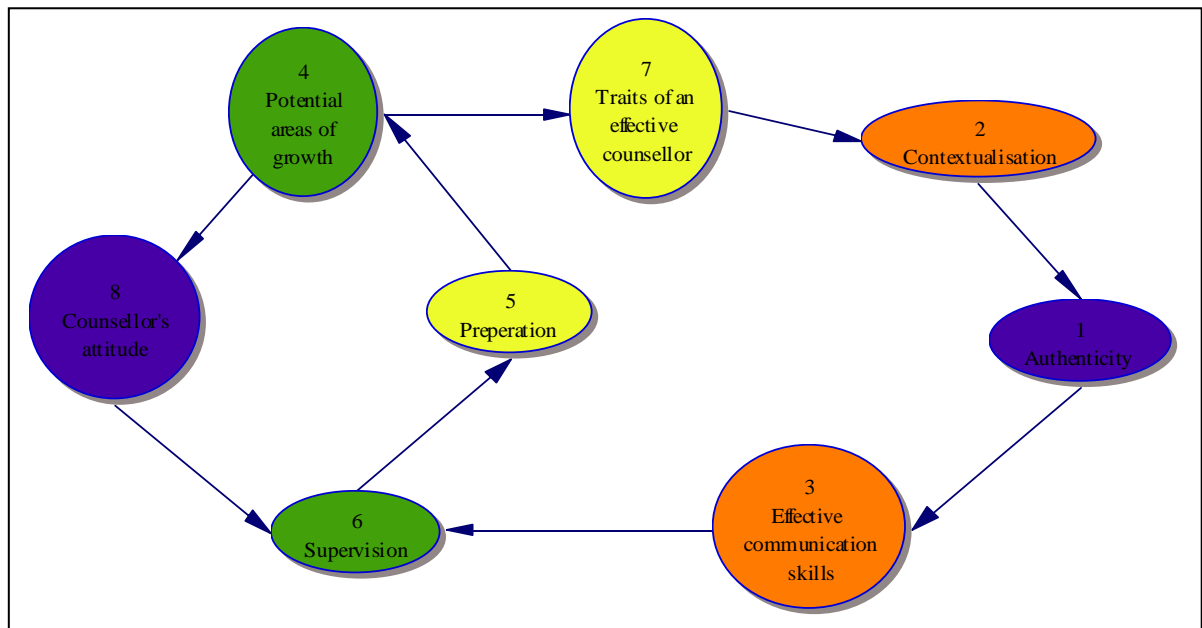 4
Potential
areas of
growth
7
Traits of an
effective
counsellor
2
Contextualisation
8
Counsellor's
attitude
5
Preperation
1
Authenticity
6
Supervision
3
Effective
communication
skills